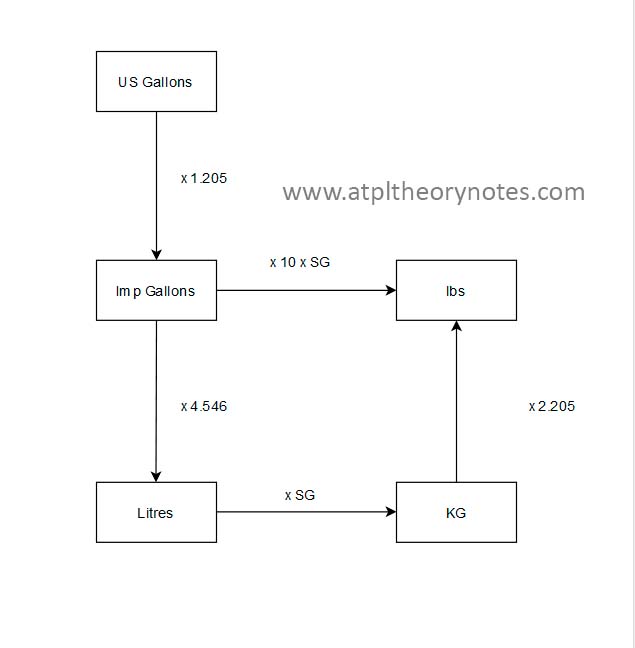 US Gallons
x 1.205
www.atpltheorynotes.com
x 10 x SG
Imp Gallons
lbs
x 4.546
x 2.205
x SG
Litres
KG